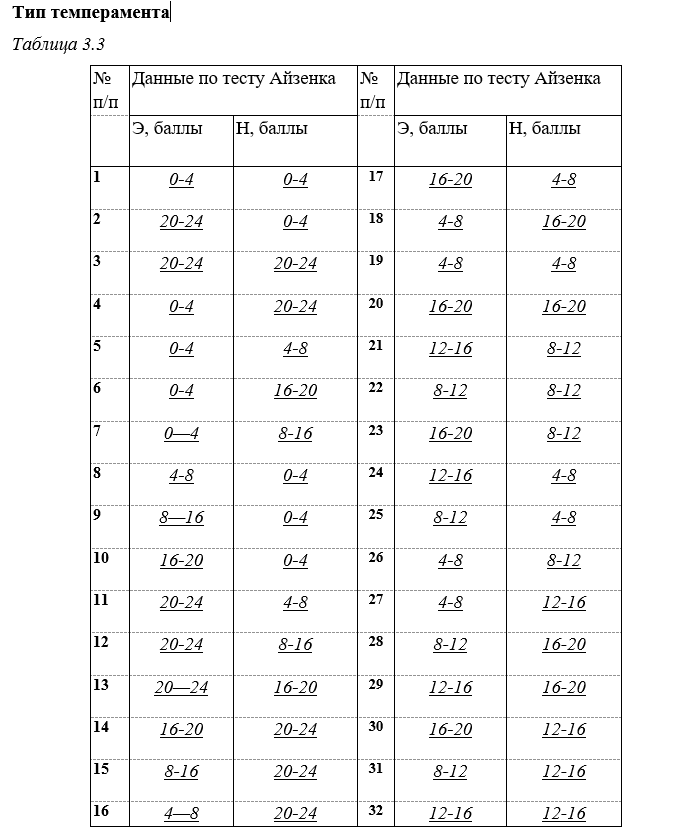 Тип темперамента
Таблица 3.3
№ п/п Данные по тесту Айзенка № п/п Данные по тесту Айзенка
Э, баллы Н, баллы Э, баллы Н, баллы
1 0-4 0-4 17 16-20 4-8
2 20-24 0-4 18 4-8 16-20
3 20-24 20-24 19 4-8 4-8
4 0-4 20-24 20 16-20 16-20
5 0-4 4-8 21 12-16 8-12
6 0-4 16-20 22 8-12 8-12
7 0—4 8-16 23 16-20 8-12
8 4-8 0-4 24 12-16 4-8
9 8—16 0-4 25 8-12 4-8
10 16-20 0-4 26 4-8 8-12
11 20-24 4-8 27 4-8 12-16
12 20-24 8-16 28 8-12 16-20
13 20—24 16-20 29 12-16 16-20
14 16-20 20-24 30 16-20 12-16
15 8-16 20-24 31 8-12 12-16
16 4—8 20-24 32 12-16 12-16